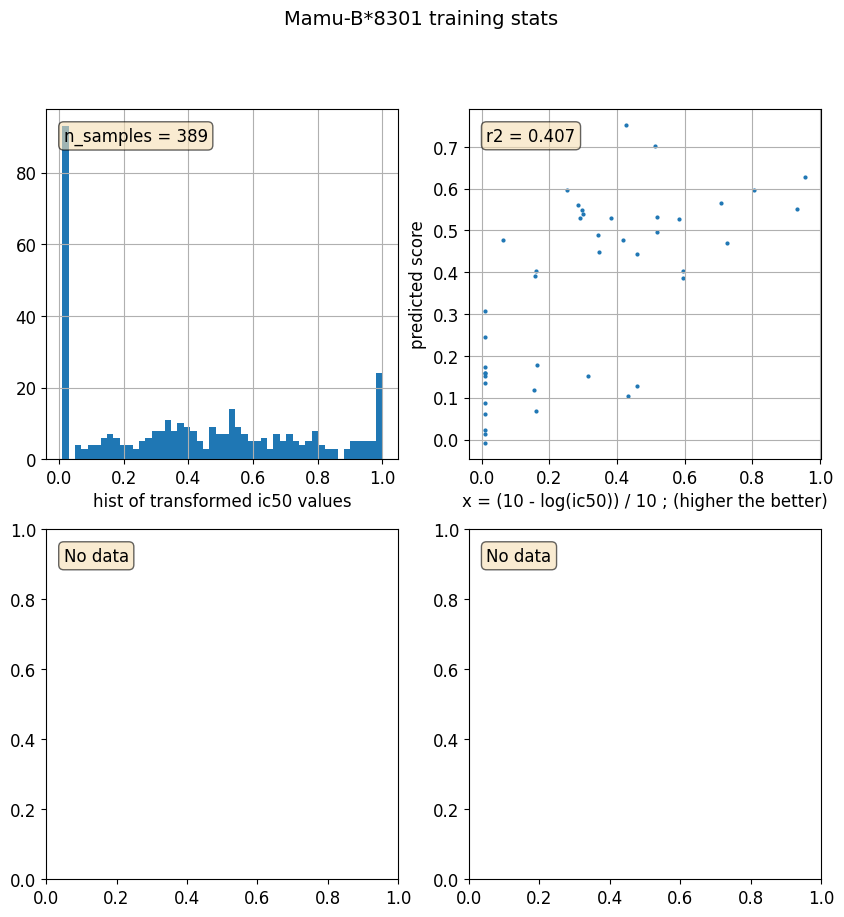 Mamu-B*8301 training stats
n_samples = 389
80
60
40
20
0
0.0 0.2 0.4 0.6 0.8 1.0
hist of transformed ic50 values
r2 = 0.407
predicted score
0.7
0.6
0.5
0.4
0.3
0.2
0.1
0.0
0.0 0.2 0.4 0.6 0.8 1.0
x = (10 - log(ic50)) / 10 ; (higher the better)
No data
1.0
0.8
0.6
0.4
0.2
0.0
0.0 0.2 0.4 0.6 0.8 1.0
No data
1.0
0.8
0.6
0.4
0.2
0.0
0.0 0.2 0.4 0.6 0.8 1.0